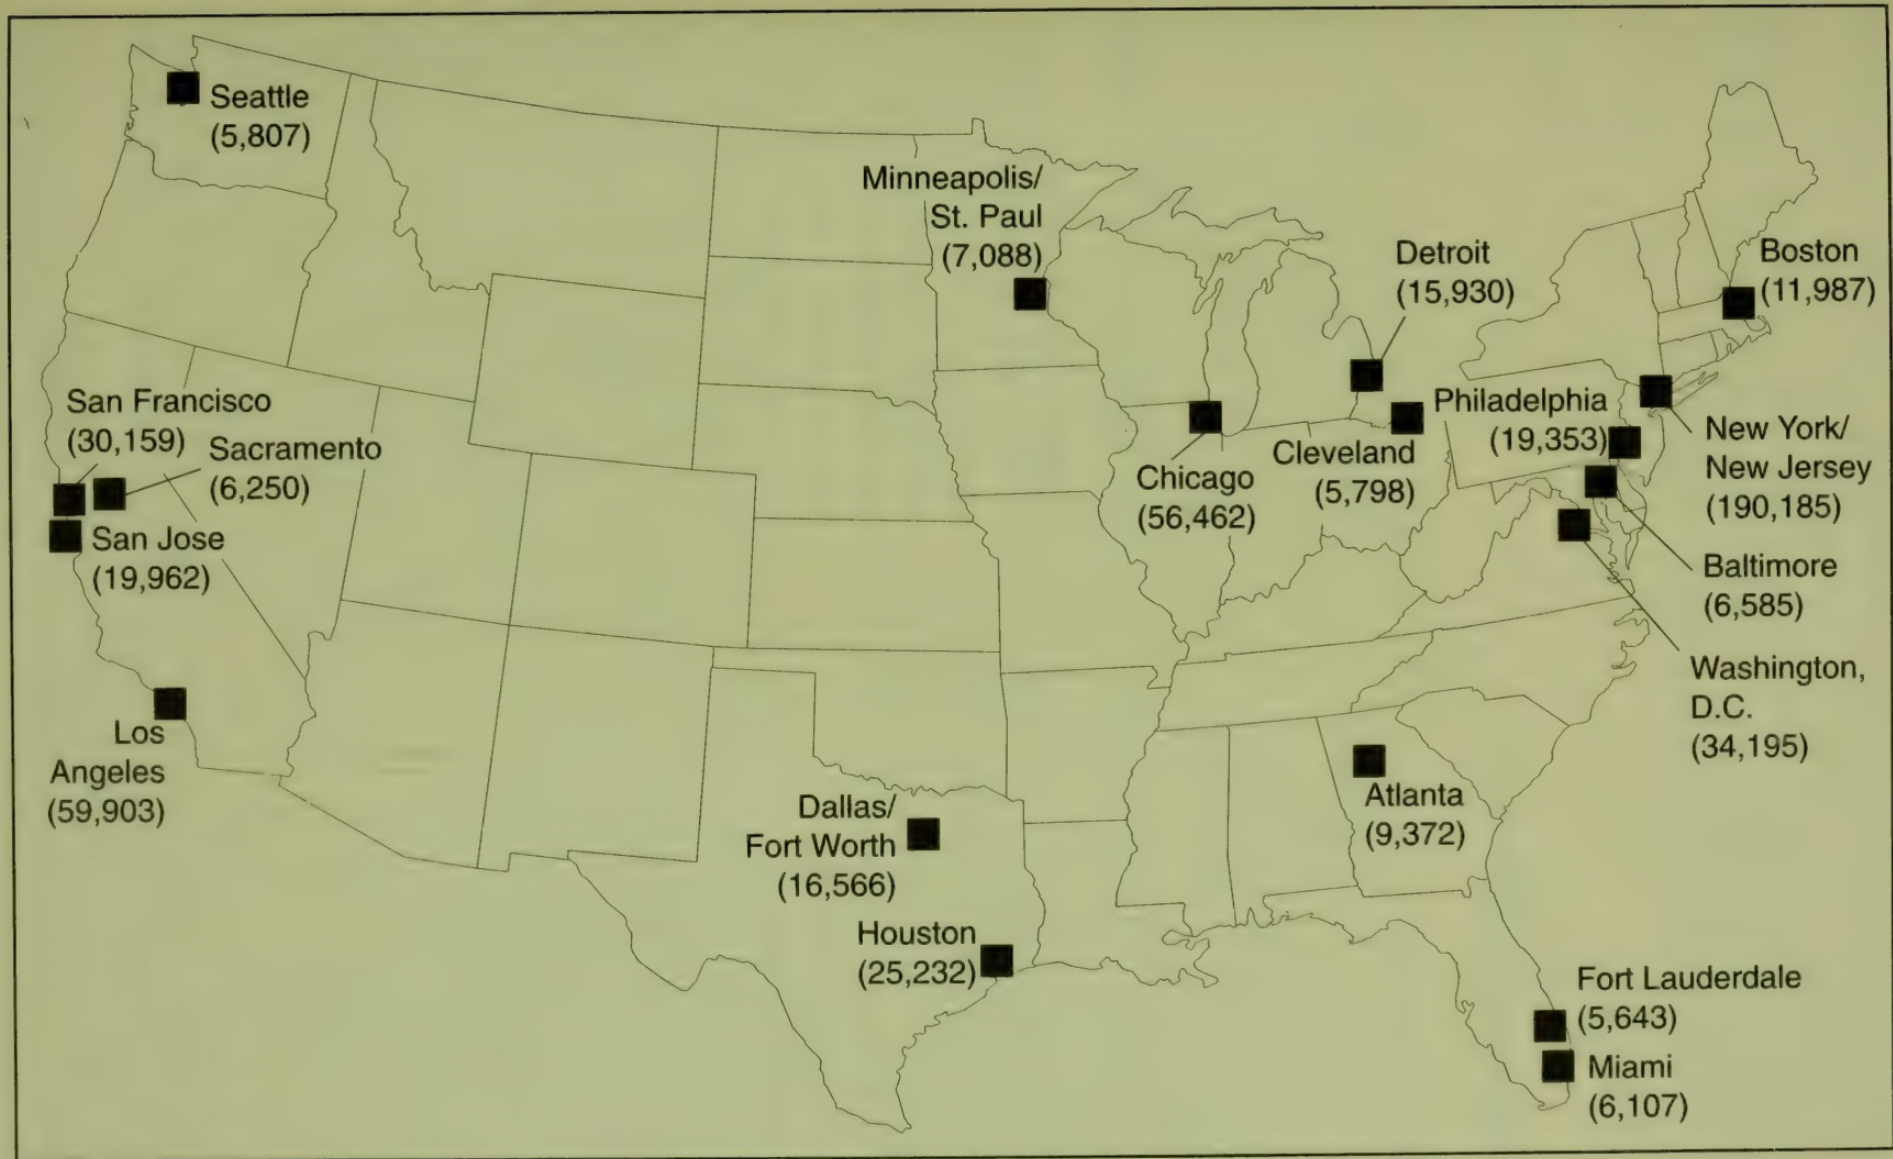 Seattle
(5,807)
Minneapolis/
St. Paul
(7,088)
Detroit
(15,930)
Boston
(11,987)
San Francisco
(30,159)
Sacramento
(6,250)
San Jose
(19,962)
Chicago
(56,462)
Cleveland
(5,798)
Philadelphia
(19,353)
New York/
New Jersey
(190,185)
Baltimore
(6,585)
Washington,
D.C.
(34,195)
Los
Angeles
(59,903)
Dallas/
Fort Worth
(16,566)
Houston
(25,232)
Atlanta
(9,372)
Fort Lauderdale
(5,643)
Miami
(6,107)